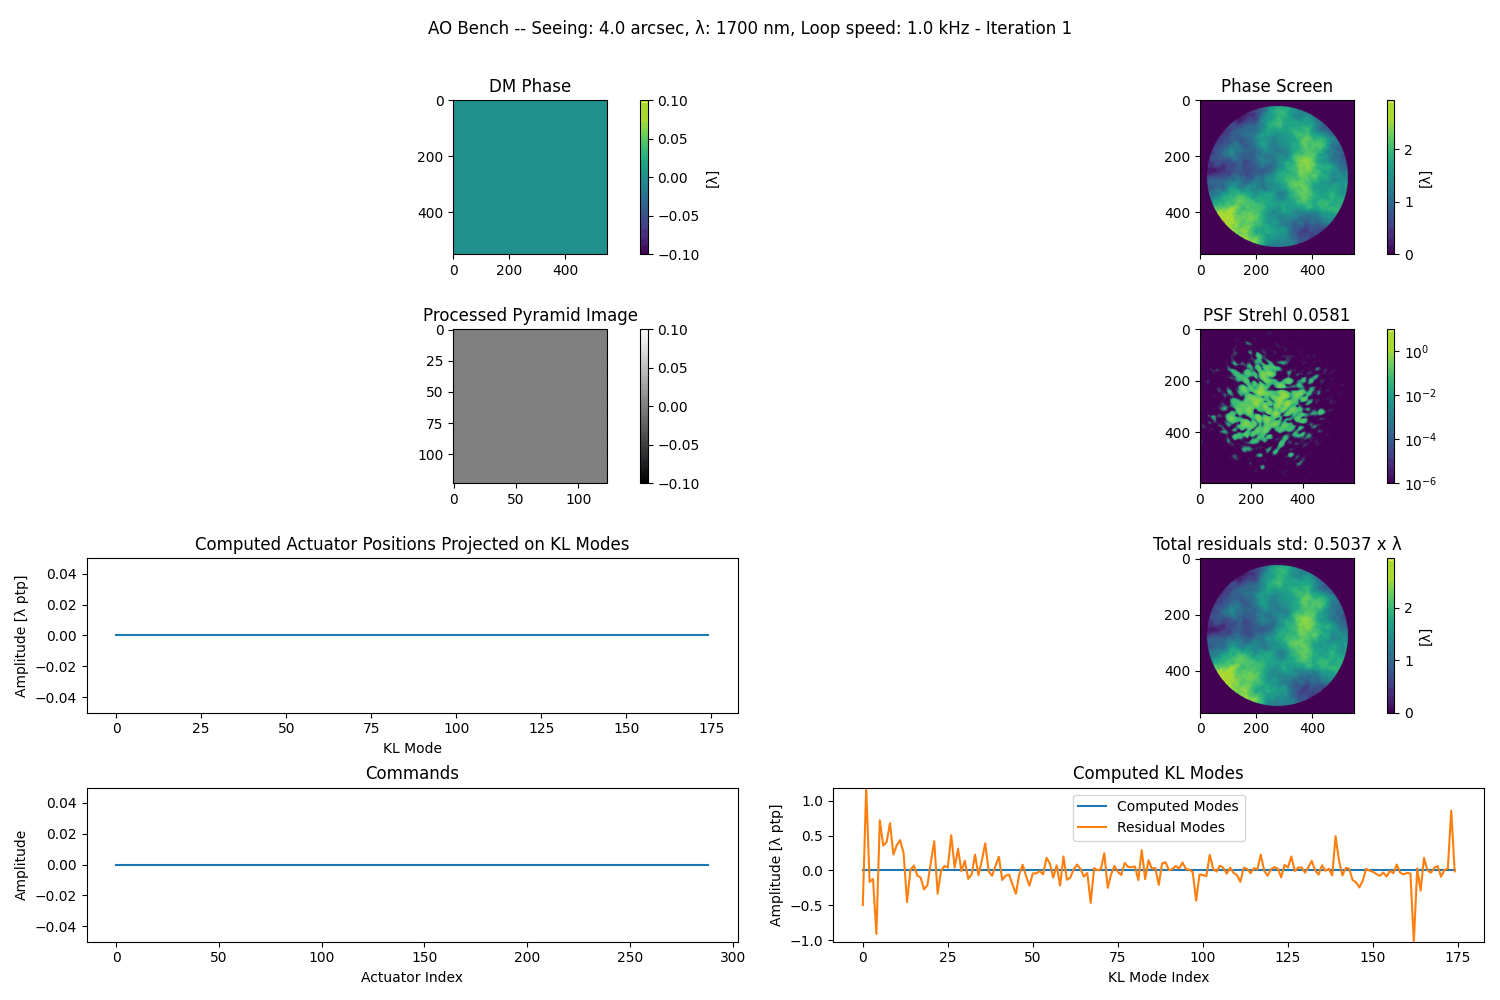 AO Bench -- Seeing: 4.0 arcsec, λ: 1700 nm, Loop speed: 1.0 kHz - Iteration 1
DM Phase
0
200
400
0 200 400
0.10
0.05
0.00
−0.05
−0.10
[λ]
Phase Screen
0
200
400
0 200 400
2
1
0
[λ]
Processed Pyramid Image
0
25
50
75
100
0 50 100
0.10
0.05
0.00
−0.05
−0.10
PSF Strehl 0.0581
0
200
400
0 200 400
10⁰
10⁻²
10⁻⁴
10⁻⁶
Computed Actuator Positions Projected on KL Modes
Amplitude [λ ptp]
0.04
0.02
0.00
−0.02
−0.04
0 25 50 75 100 125 150 175
KL Mode
Total residuals std: 0.5037 x λ
0
200
400
0 200 400
2
1
0
[λ]
Commands
Amplitude
0.04
0.02
0.00
−0.02
−0.04
0 50 100 150 200 250 300
Actuator Index
Computed KL Modes
Amplitude [λ ptp]
1.0
0.5
0.0
−0.5
−1.0
Computed Modes
Residual Modes
0 25 50 75 100 125 150 175
KL Mode Index